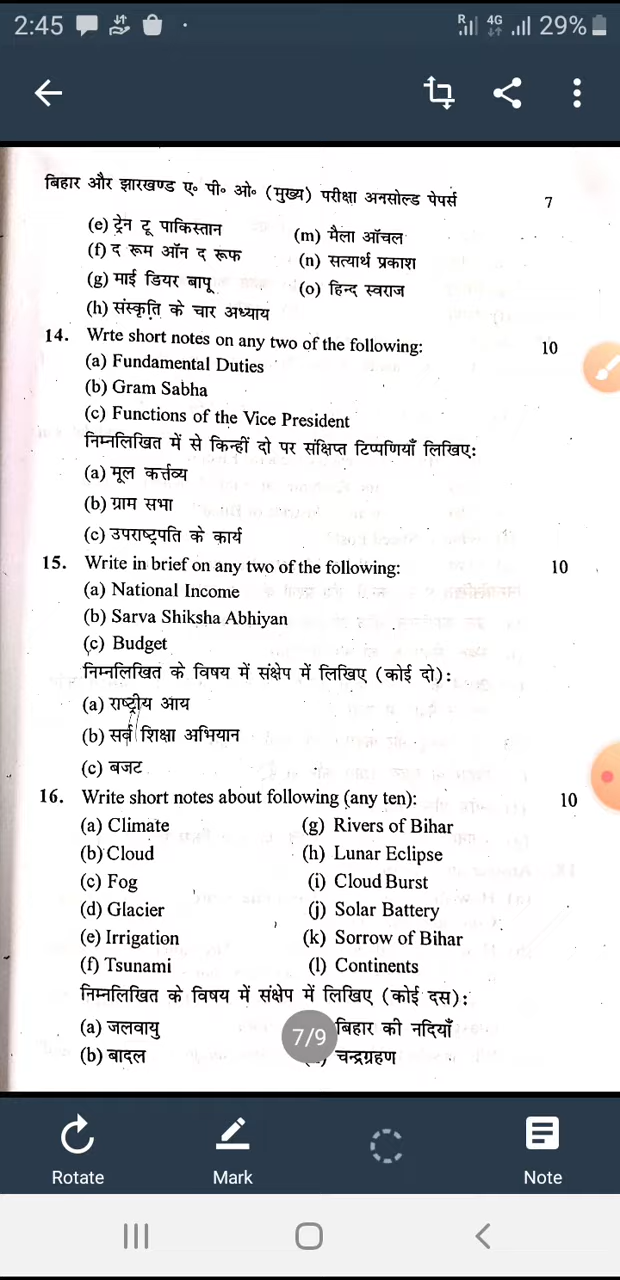 2:45
R 4G 29%
बिहार और झारखण्ड ए॰ पी॰ ओ॰ (मुख्य) परीक्षा अनसोल्ड पेपर्स 7
(e) ट्रेन टू पाकिस्तान (m) मैला आँचल
(f) द रूम ऑन द रूफ (n) सत्यार्थ प्रकाश
(g) माई डियर बापू (o) हिन्द स्वराज
(h) संस्कृति के चार अध्याय
14. Wrte short notes on any two of the following: 10
(a) Fundamental Duties
(b) Gram Sabha
(c) Functions of the Vice President
निम्नलिखित में से किन्हीं दो पर संक्षिप्त टिप्पणियाँ लिखिए:
(a) मूल कर्त्तव्य
(b) ग्राम सभा
(c) उपराष्ट्रपति के कार्य
15. Write in brief on any two of the following: 10
(a) National Income
(b) Sarva Shiksha Abhiyan
(c) Budget
निम्नलिखित के विषय में संक्षेप में लिखिए (कोई दो):
(a) राष्ट्रीय आय
(b) सर्व शिक्षा अभियान
(c) बजट
16. Write short notes about following (any ten): 10
(a) Climate (g) Rivers of Bihar
(b) Cloud (h) Lunar Eclipse
(c) Fog (i) Cloud Burst
(d) Glacier (j) Solar Battery
(e) Irrigation (k) Sorrow of Bihar
(f) Tsunami (l) Continents
निम्नलिखित के विषय में संक्षेप में लिखिए (कोई दस):
(a) जलवायु 7/9 बिहार की नदियाँ
(b) बादल चन्द्रग्रहण
Rotate Mark Note